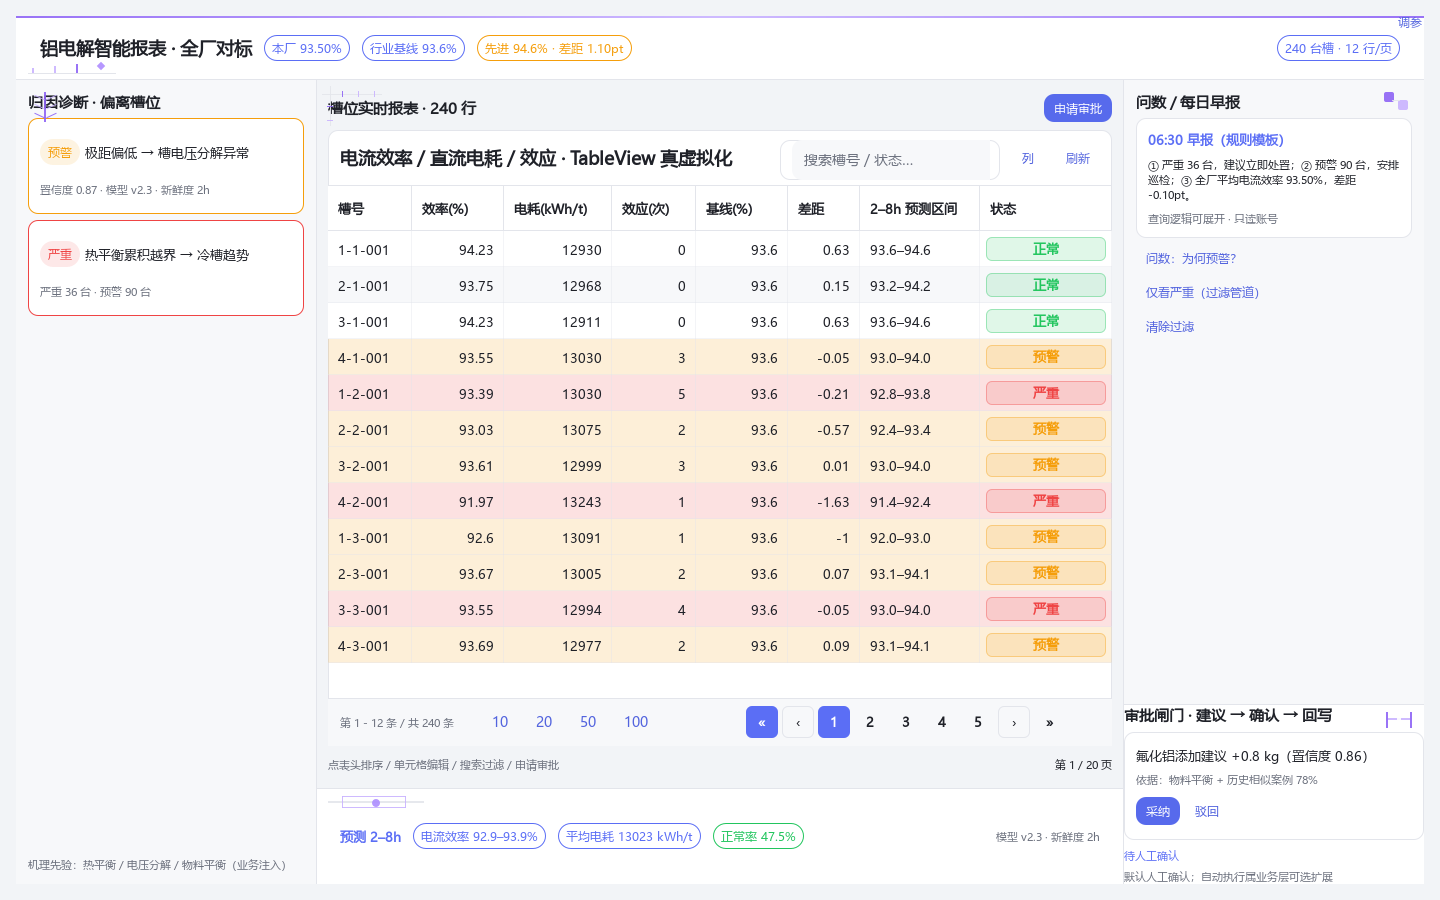 调参
铝电解智能报表 · 全厂对标
本厂 93.50%
行业基线 93.6%
先进 94.6% · 差距 1.10pt
240 台槽 · 12 行/页
归因诊断 · 偏离槽位
预警 极距偏低 → 槽电压分解异常
置信度 0.87 · 模型 v2.3 · 新鲜度 2h
严重 热平衡累积越界 → 冷槽趋势
严重 36 台 · 预警 90 台
机理先验：热平衡 / 电压分解 / 物料平衡（业务注入）
槽位实时报表 · 240 行
申请审批
电流效率 / 直流电耗 / 效应 · TableView 真虚拟化
搜索槽号 / 状态...
列
刷新
槽号 效率(%) 电耗(kWh/t) 效应(次) 基线(%) 差距 2–8h 预测区间 状态
1-1-001 94.23 12930 0 93.6 0.63 93.6–94.6 正常
2-1-001 93.75 12968 0 93.6 0.15 93.2–94.2 正常
3-1-001 94.23 12911 0 93.6 0.63 93.6–94.6 正常
4-1-001 93.55 13030 3 93.6 -0.05 93.0–94.0 预警
1-2-001 93.39 13030 5 93.6 -0.21 92.8–93.8 严重
2-2-001 93.03 13075 2 93.6 -0.57 92.4–93.4 预警
3-2-001 93.61 12999 3 93.6 0.01 93.0–94.0 预警
4-2-001 91.97 13243 1 93.6 -1.63 91.4–92.4 严重
1-3-001 92.6 13091 1 93.6 -1 92.0–93.0 预警
2-3-001 93.67 13005 2 93.6 0.07 93.1–94.1 预警
3-3-001 93.55 12994 4 93.6 -0.05 93.0–94.0 严重
4-3-001 93.69 12977 2 93.6 0.09 93.1–94.1 预警
第 1 - 12 条 / 共 240 条
10 20 50 100
« ‹ 1 2 3 4 5 › »
点表头排序 / 单元格编辑 / 搜索过滤 / 申请审批
第 1 / 20 页
预测 2–8h
电流效率 92.9–93.9%
平均电耗 13023 kWh/t
正常率 47.5%
模型 v2.3 · 新鲜度 2h
问数 / 每日早报
06:30 早报（规则模板）
① 严重 36 台，建议立即处置；② 预警 90 台，安排
巡检；③ 全厂平均电流效率 93.50%，差距
-0.10pt。
查询逻辑可展开 · 只读账号
问数：为何预警？
仅看严重（过滤管道）
清除过滤
审批闸门 · 建议 → 确认 → 回写
氟化铝添加建议 +0.8 kg（置信度 0.86）
依据：物料平衡 + 历史相似案例 78%
采纳
驳回
待人工确认
默认人工确认；自动执行属业务层可选扩展